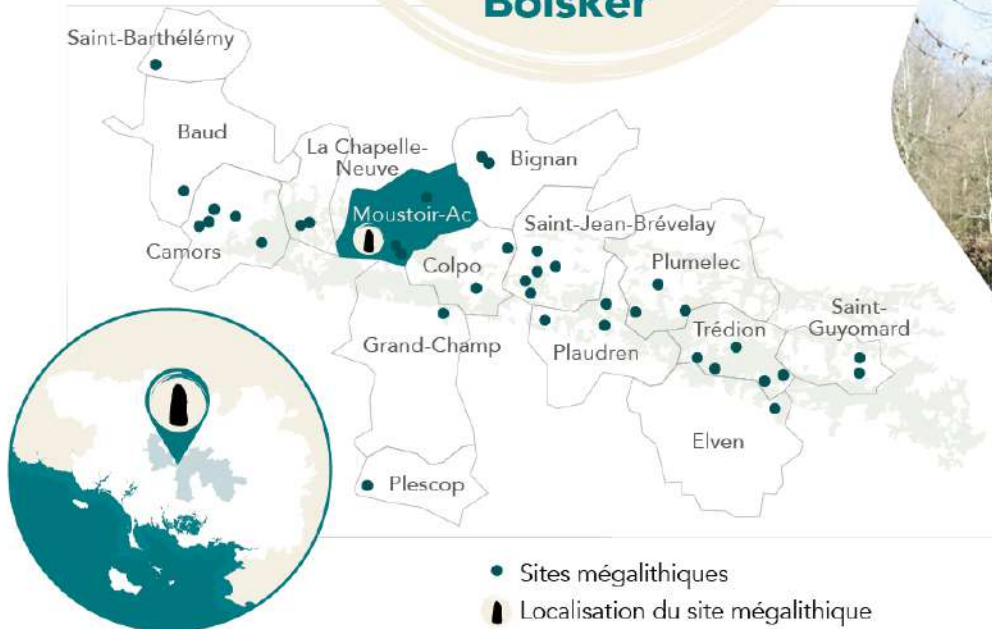 Boisker
Saint-Barthélémy
Baud
La Chapelle-
Neuve
Bignan
Moustoir-Ac
Saint-Jean-Brévelay
Camors
Colpo
Plumelec
Saint-
Guyomard
Trédion
Grand-Champ
Plaudren
Elven
Plescop
Sites mégalithiques
Localisation du site mégalithique